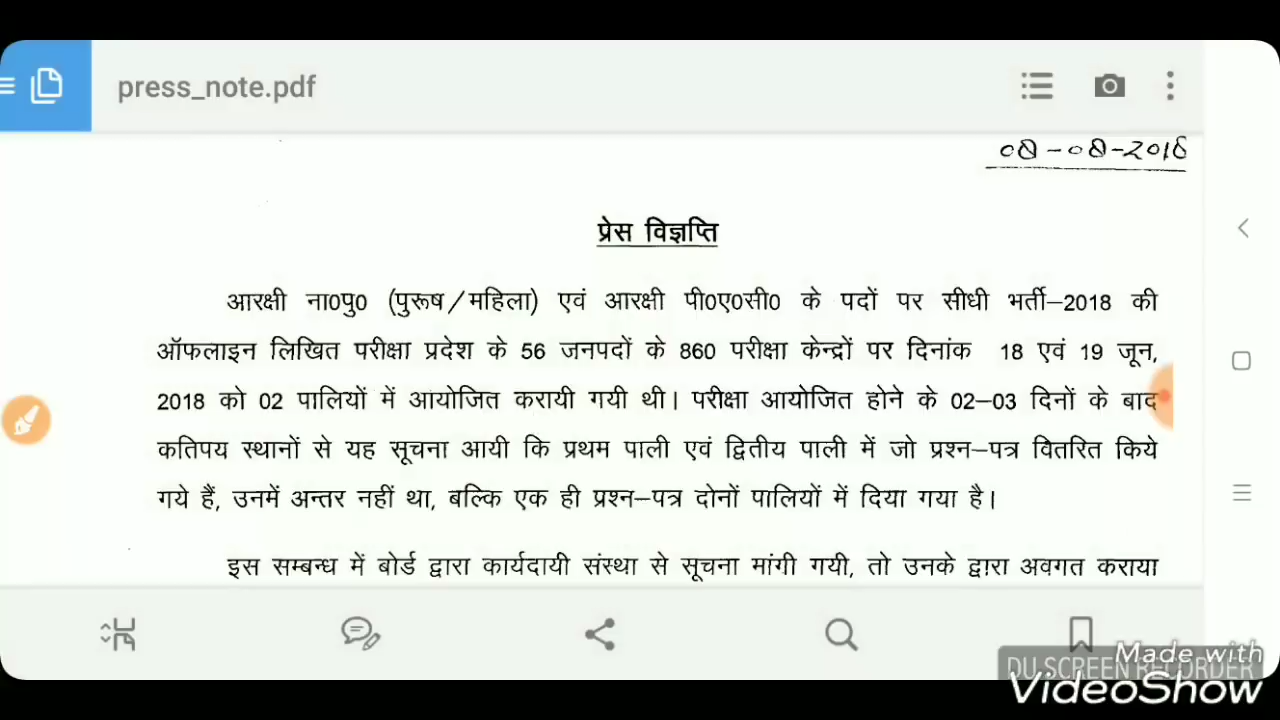 press_note.pdf
08-08-2018
प्रेस विज्ञप्ति
आरक्षी ना0पु0 (पुरूष/महिला) एवं आरक्षी पी0ए0सी0 के पदों पर सीधी भर्ती–2018 की
ऑफलाइन लिखित परीक्षा प्रदेश के 56 जनपदों के 860 परीक्षा केन्द्रों पर दिनांक 18 एवं 19 जून,
2018 को 02 पालियों में आयोजित करायी गयी थी। परीक्षा आयोजित होने के 02–03 दिनों के बाद
कतिपय स्थानों से यह सूचना आयी कि प्रथम पाली एवं द्वितीय पाली में जो प्रश्न–पत्र वितरित किये
गये हैं, उनमें अन्तर नहीं था, बल्कि एक ही प्रश्न–पत्र दोनों पालियों में दिया गया है।
इस सम्बन्ध में बोर्ड द्वारा कार्यदायी संस्था से सूचना मांगी गयी, तो उनके द्वारा अवगत कराया
Made with
DU SCREEN RECORDER
VideoShow